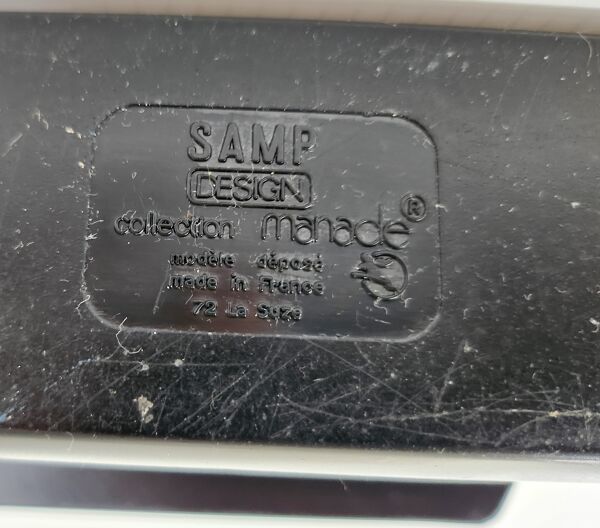 SAMP
DESIGN
collection manade®
modèle déposé
made in France
72 La Suze